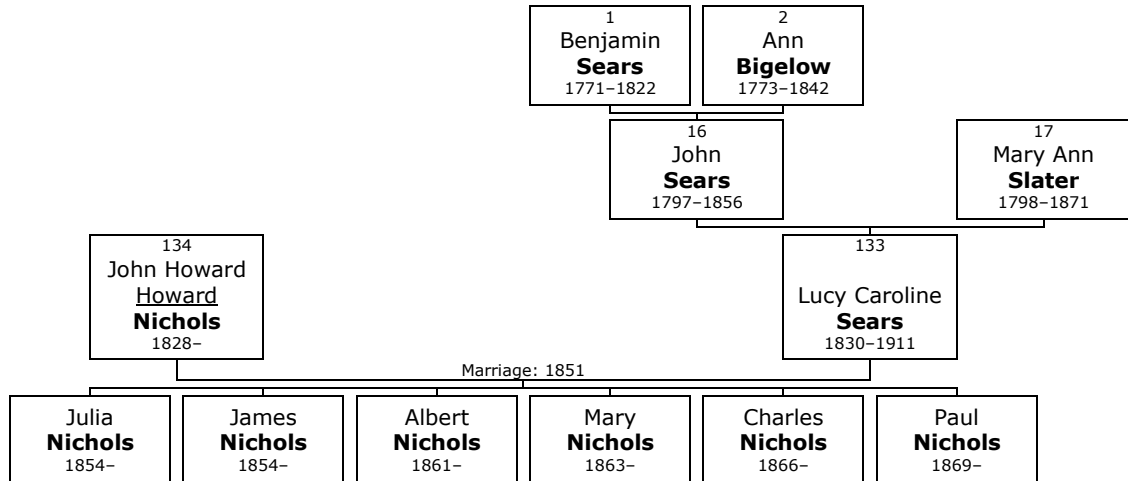 1
Benjamin
Sears
1771–1822
2
Ann
Bigelow
1773–1842
16
John
Sears
1797–1856
17
Mary Ann
Slater
1798–1871
134
John Howard
Howard
Nichols
1828–
133
Lucy Caroline
Sears
1830–1911
Marriage: 1851
Julia
Nichols
1854–
James
Nichols
1854–
Albert
Nichols
1861–
Mary
Nichols
1863–
Charles
Nichols
1866–
Paul
Nichols
1869–